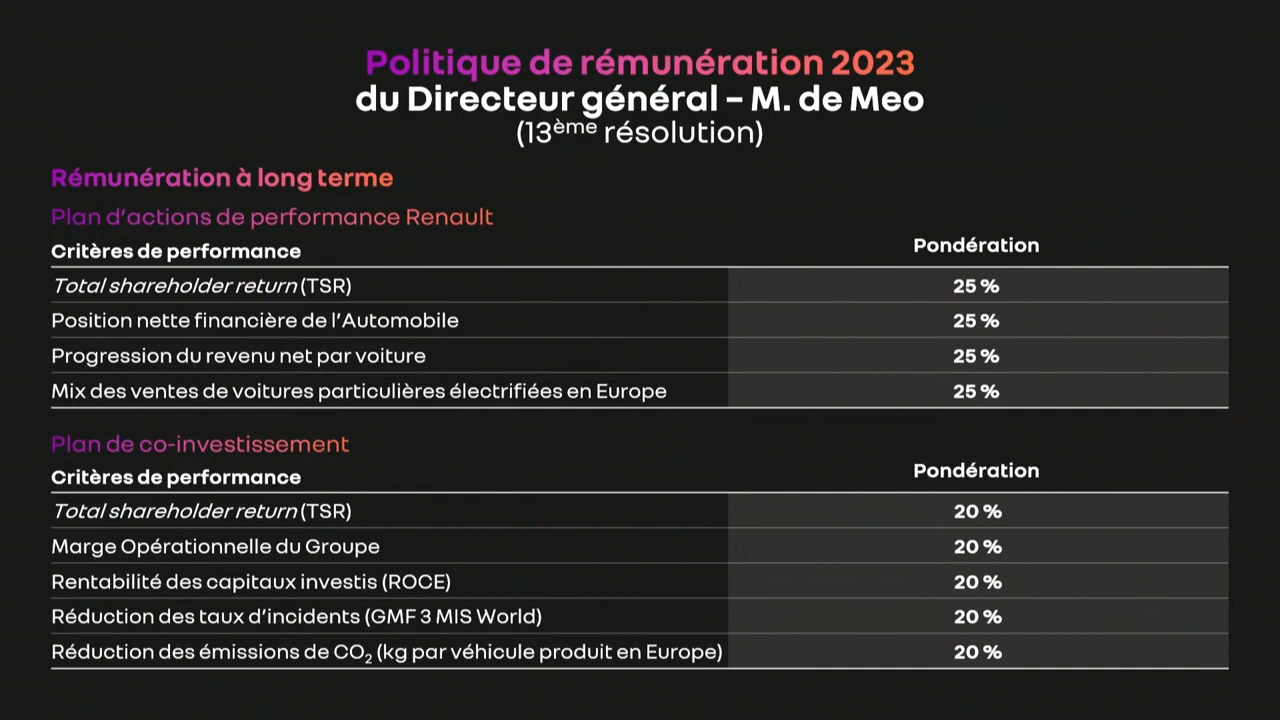 Politique de rémunération 2023
du Directeur général – M. de Meo
(13ème résolution)
Rémunération à long terme
Plan d’actions de performance Renault
Critères de performance Pondération
Total shareholder return (TSR) 25 %
Position nette financière de l’Automobile 25 %
Progression du revenu net par voiture 25 %
Mix des ventes de voitures particulières électrifiées en Europe 25 %
Plan de co-investissement
Critères de performance Pondération
Total shareholder return (TSR) 20 %
Marge Opérationnelle du Groupe 20 %
Rentabilité des capitaux investis (ROCE) 20 %
Réduction des taux d’incidents (GMF 3 MIS World) 20 %
Réduction des émissions de CO₂ (kg par véhicule produit en Europe) 20 %